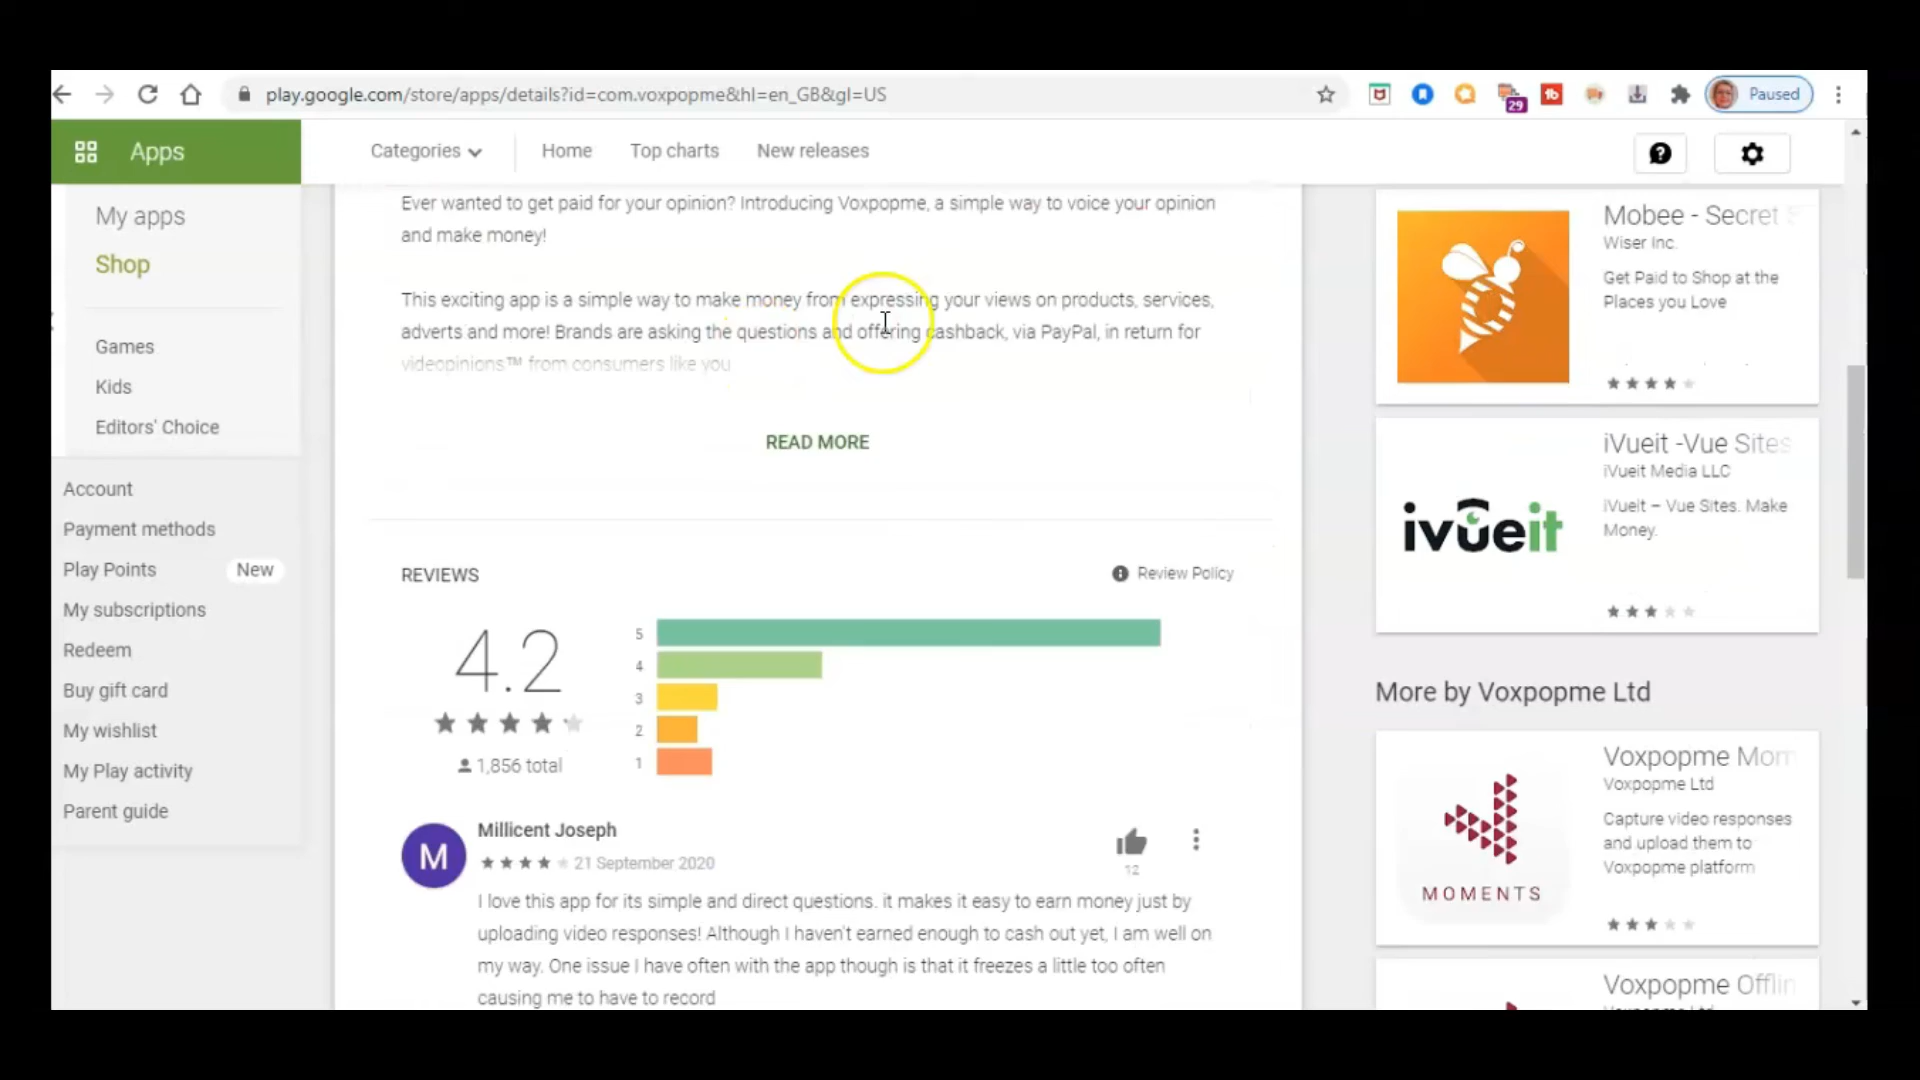 play.google.com/store/apps/details?id=com.voxpopme&hl=en_GB&gl=US
29
Paused
Apps
Categories
Home
Top charts
New releases
My apps
Shop
Games
Kids
Editors' Choice
Account
Payment methods
Play Points
New
My subscriptions
Redeem
Buy gift card
My wishlist
My Play activity
Parent guide
Ever wanted to get paid for your opinion? Introducing Voxpopme, a simple way to voice your opinion
and make money!
This exciting app is a simple way to make money from expressing your views on products, services,
adverts and more! Brands are asking the questions and offering cashback, via PayPal, in return for
videopinions™ from consumers like you
READ MORE
REVIEWS
Review Policy
4.2
1,856 total
5
4
3
2
1
M
Millicent Joseph
21 September 2020
12
I love this app for its simple and direct questions. it makes it easy to earn money just by
uploading video responses! Although I haven't earned enough to cash out yet, I am well on
my way. One issue I have often with the app though is that it freezes a little too often
causing me to have to record
Mobee - Secret
Wiser Inc.
Get Paid to Shop at the
Places you Love
ivueit
iVueit -Vue Sites
iVueit Media LLC
iVueit – Vue Sites. Make
Money.
More by Voxpopme Ltd
MOMENTS
Voxpopme Mom
Voxpopme Ltd
Capture video responses
and upload them to
Voxpopme platform
Voxpopme Offlin